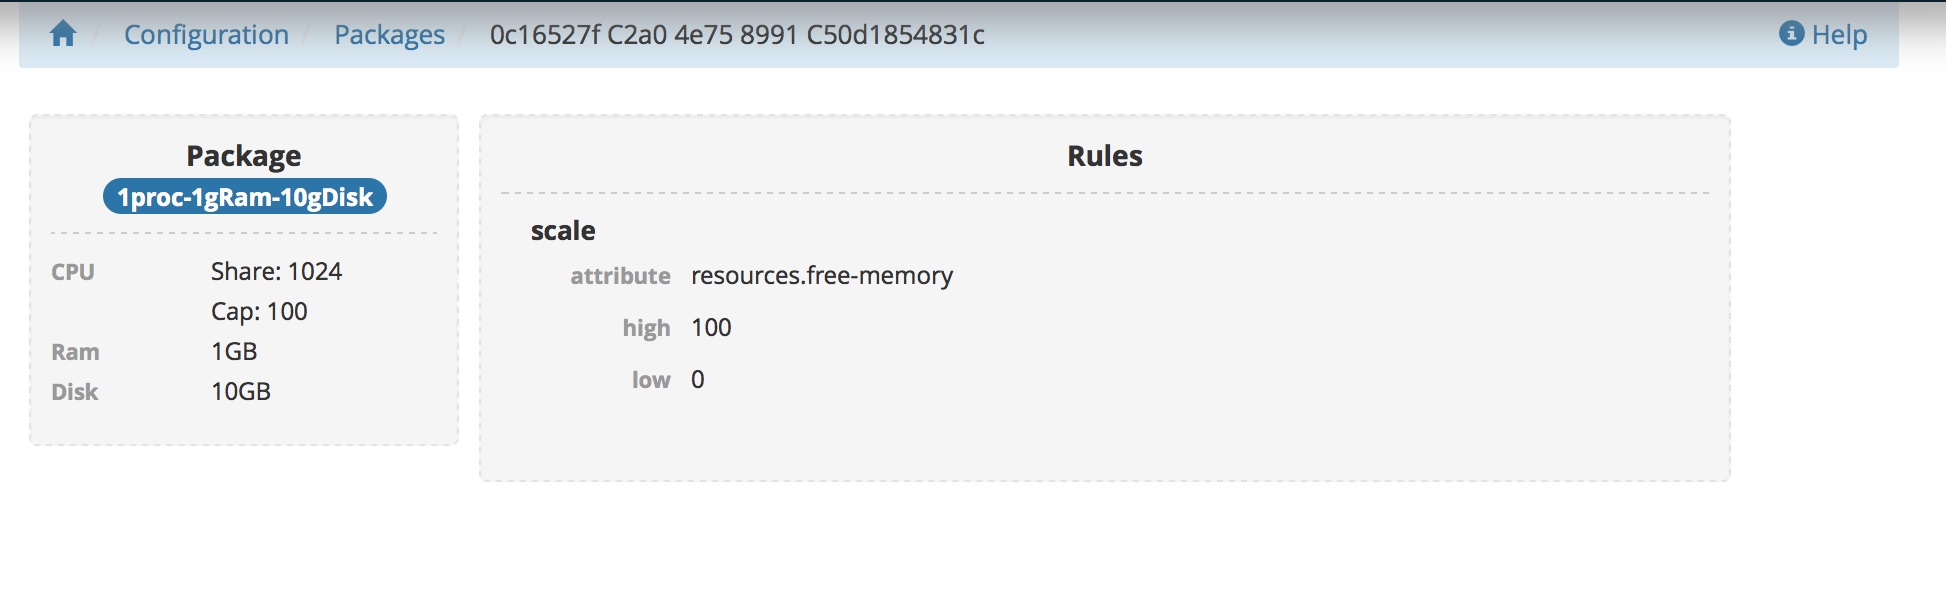 Configuration / Packages / 0c16527f C2a0 4e75 8991 C50d1854831c Help
Package
1proc-1gRam-10gDisk
CPU Share: 1024
Cap: 100
Ram 1GB
Disk 10GB
Rules
scale
attribute resources.free-memory
high 100
low 0